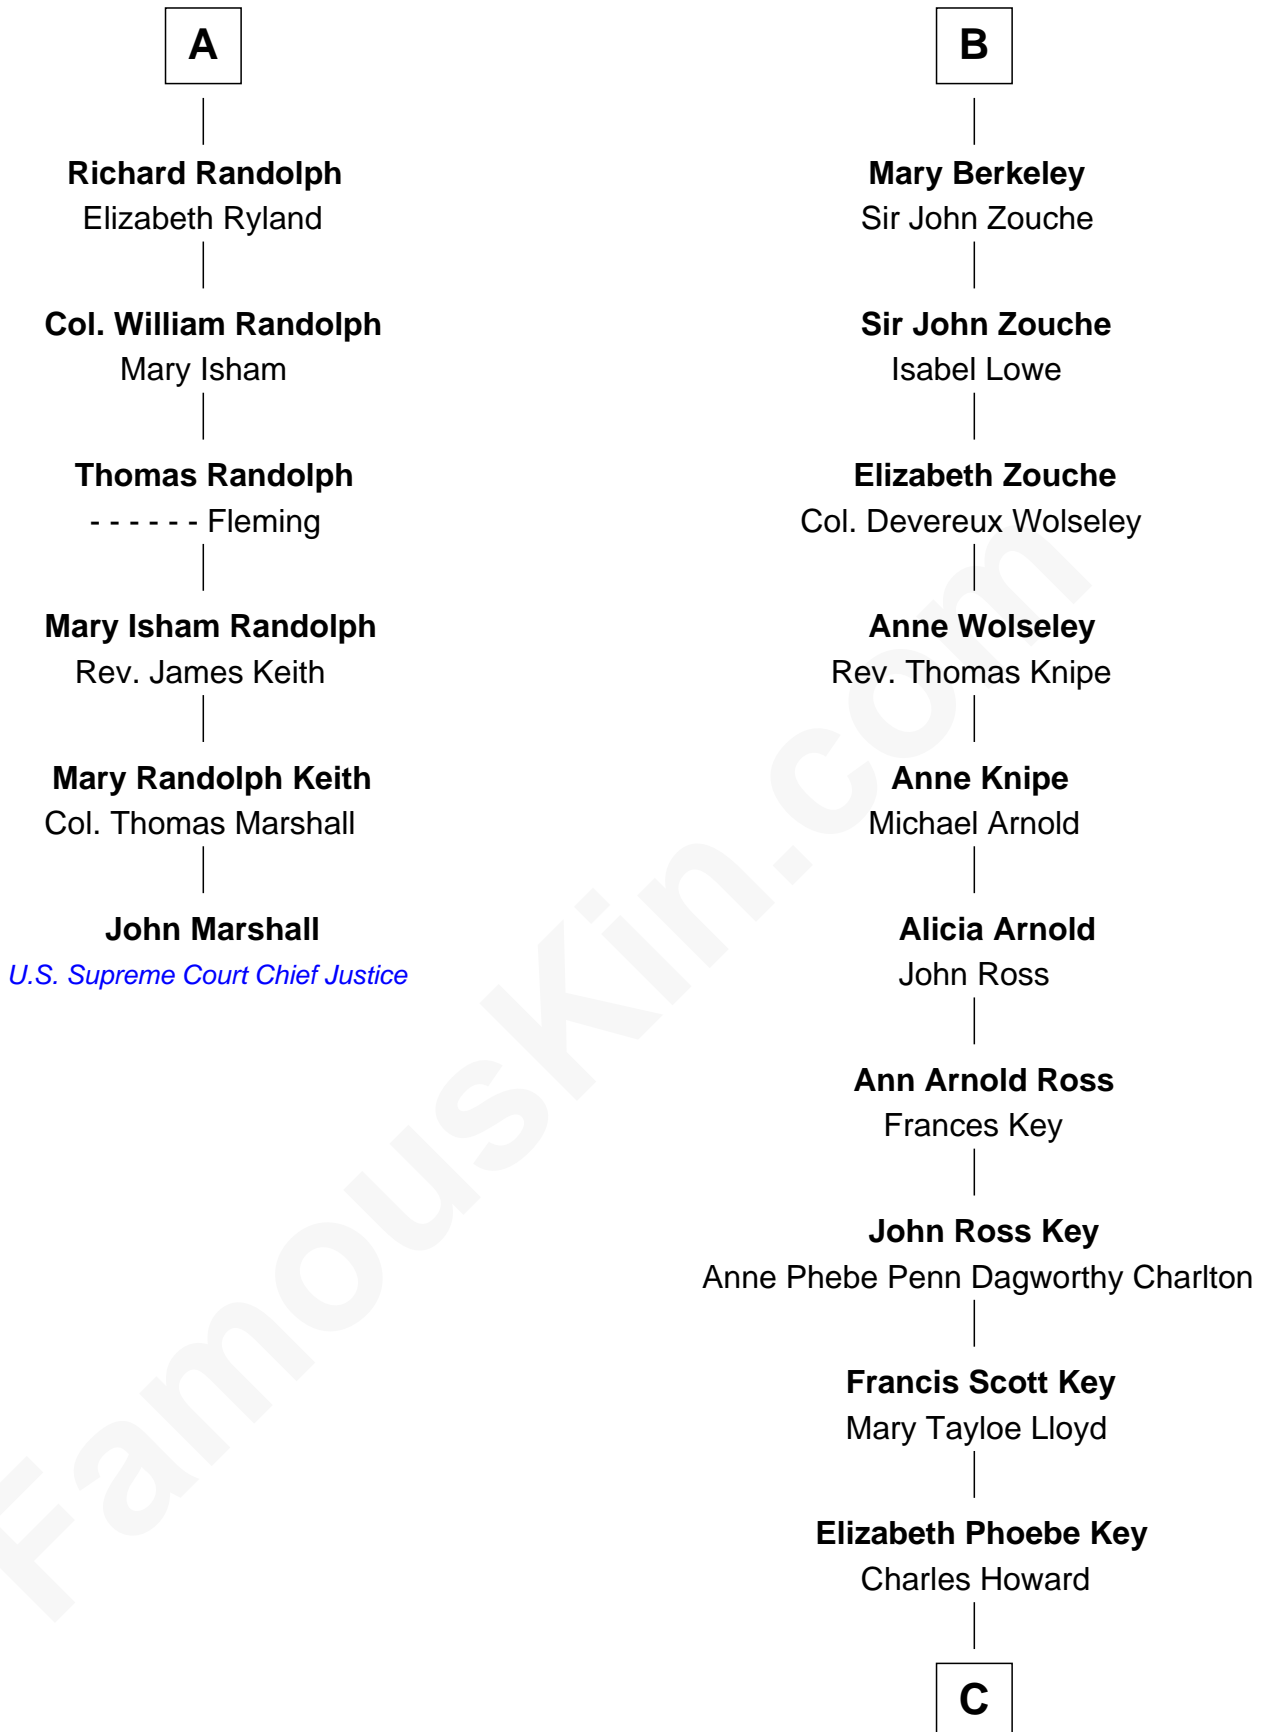 A
Richard Randolph
Elizabeth Ryland
Col. William Randolph
Mary Isham
Thomas Randolph
- - - - - - Fleming
Mary Isham Randolph
Rev. James Keith
Mary Randolph Keith
Col. Thomas Marshall
John Marshall
U.S. Supreme Court Chief Justice
B
Mary Berkeley
Sir John Zouche
Sir John Zouche
Isabel Lowe
Elizabeth Zouche
Col. Devereux Wolseley
Anne Wolseley
Rev. Thomas Knipe
Anne Knipe
Michael Arnold
Alicia Arnold
John Ross
Ann Arnold Ross
Frances Key
John Ross Key
Anne Phebe Penn Dagworthy Charlton
Francis Scott Key
Mary Tayloe Lloyd
Elizabeth Phoebe Key
Charles Howard
C
FamousKin.com